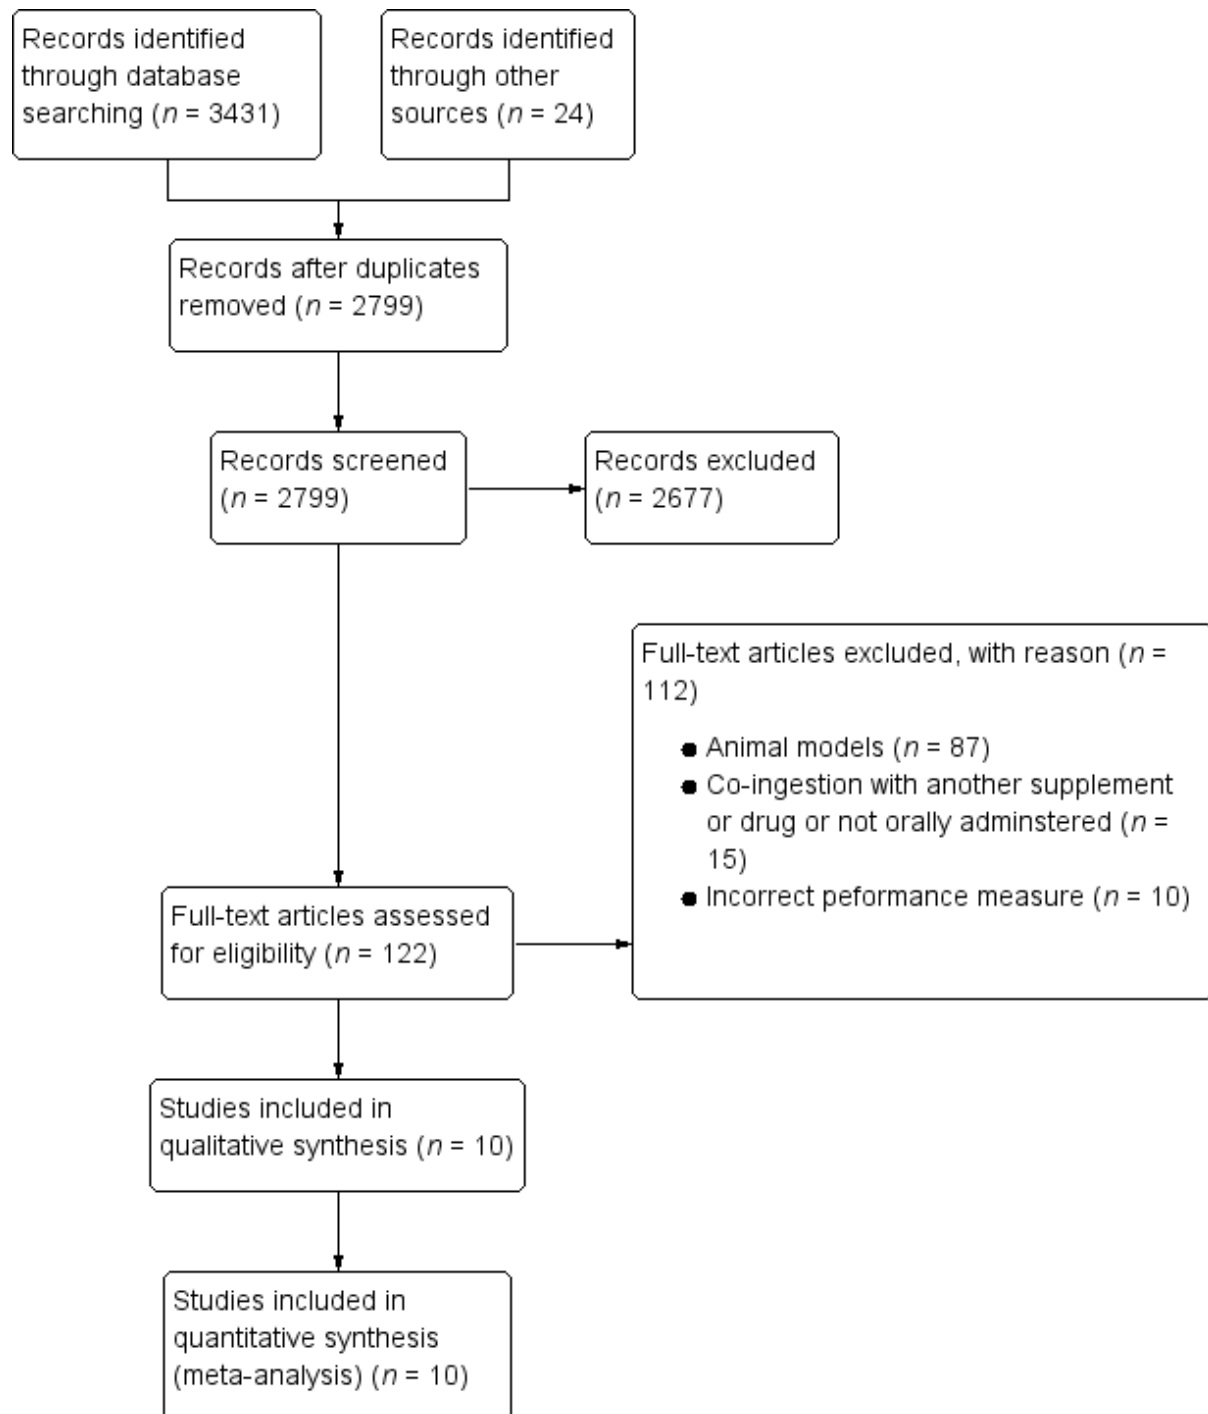 Records identified
through database
searching (n = 3431)
Records identified
through other
sources (n = 24)
Records after duplicates
removed (n = 2799)
Records screened
(n = 2799)
Records excluded
(n = 2677)
Full-text articles excluded, with reason (n =
112)
● Animal models (n = 87)
● Co-ingestion with another supplement
or drug or not orally adminstered (n =
15)
● Incorrect peformance measure (n = 10)
Full-text articles assessed
for eligibility (n = 122)
Studies included in
qualitative synthesis (n = 10)
Studies included in
quantitative synthesis
(meta-analysis) (n = 10)